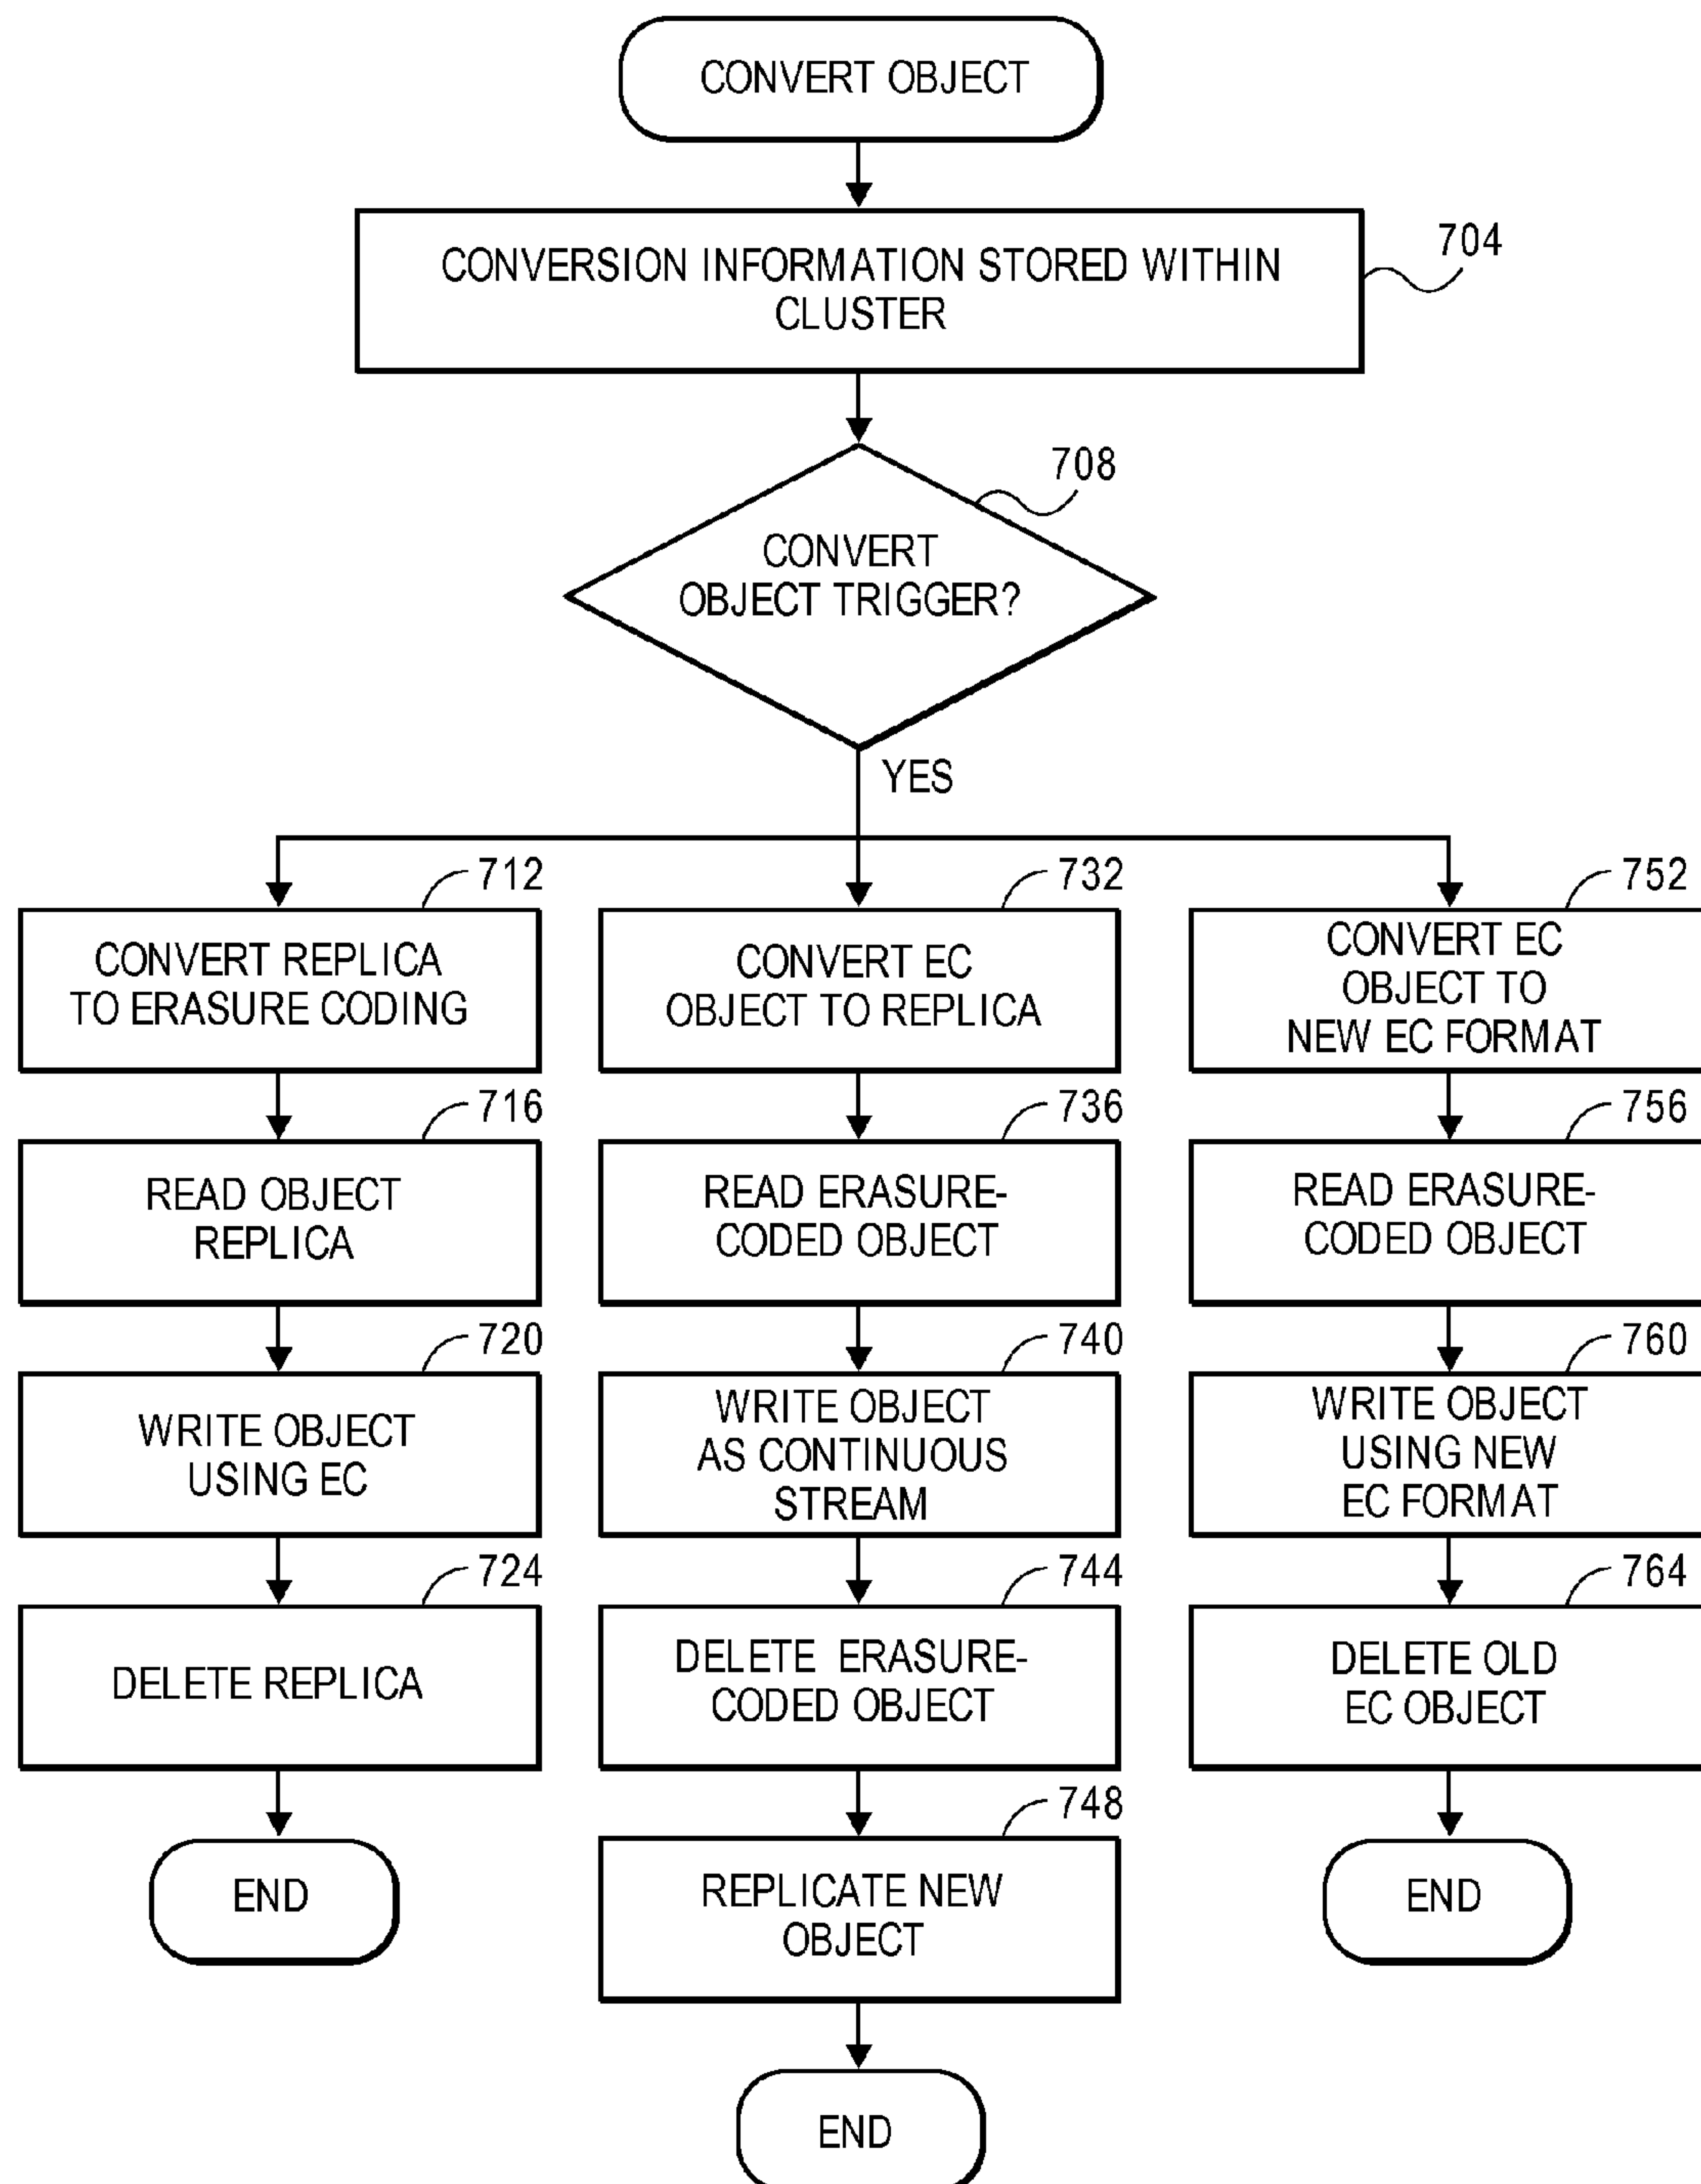 CONVERT OBJECT
CONVERSION INFORMATION STORED WITHIN
CLUSTER
704
708
CONVERT
OBJECT TRIGGER?
YES
712
CONVERT REPLICA
TO ERASURE CODING
716
READ OBJECT
REPLICA
720
WRITE OBJECT
USING EC
724
DELETE REPLICA
END
732
CONVERT EC
OBJECT TO REPLICA
736
READ ERASURE-
CODED OBJECT
740
WRITE OBJECT
AS CONTINUOUS
STREAM
744
DELETE ERASURE-
CODED OBJECT
748
REPLICATE NEW
OBJECT
END
752
CONVERT EC
OBJECT TO
NEW EC FORMAT
756
READ ERASURE-
CODED OBJECT
760
WRITE OBJECT
USING NEW
EC FORMAT
764
DELETE OLD
EC OBJECT
END